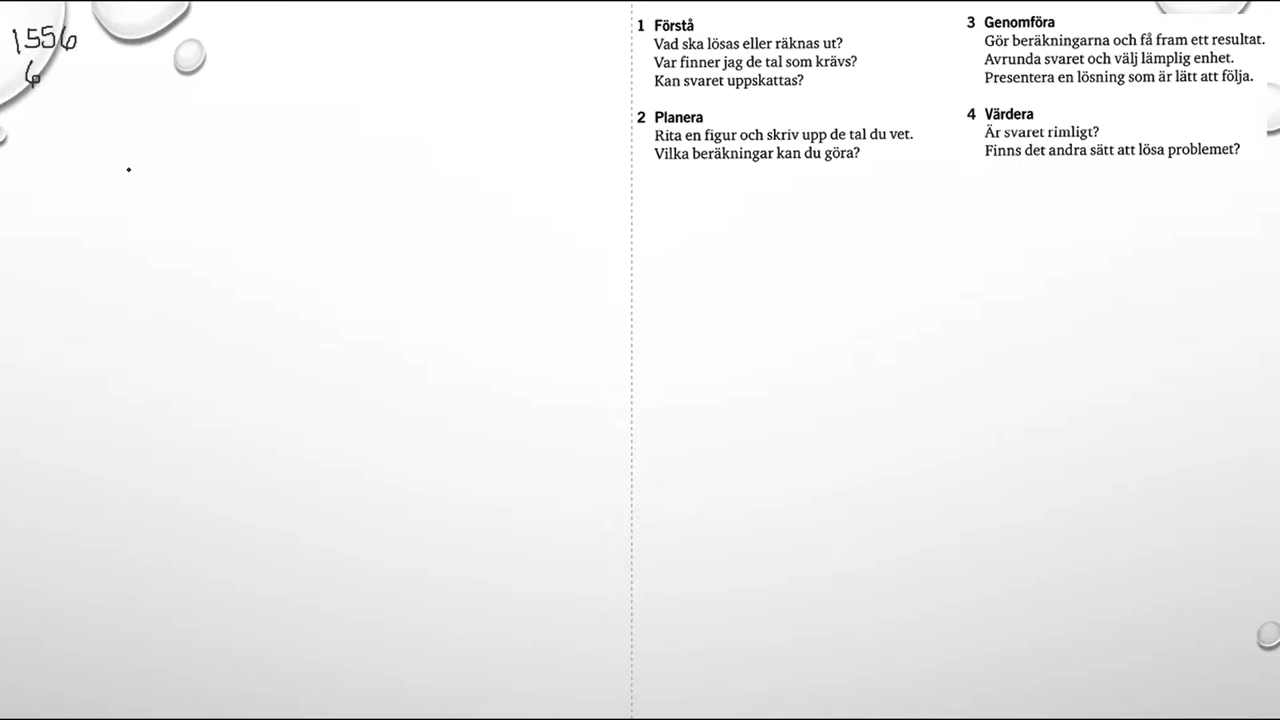 1556
6
1 Förstå
Vad ska lösas eller räknas ut?
Var finner jag de tal som krävs?
Kan svaret uppskattas?
2 Planera
Rita en figur och skriv upp de tal du vet.
Vilka beräkningar kan du göra?
3 Genomföra
Gör beräkningarna och få fram ett resultat.
Avrunda svaret och välj lämplig enhet.
Presentera en lösning som är lätt att följa.
4 Värdera
Är svaret rimligt?
Finns det andra sätt att lösa problemet?